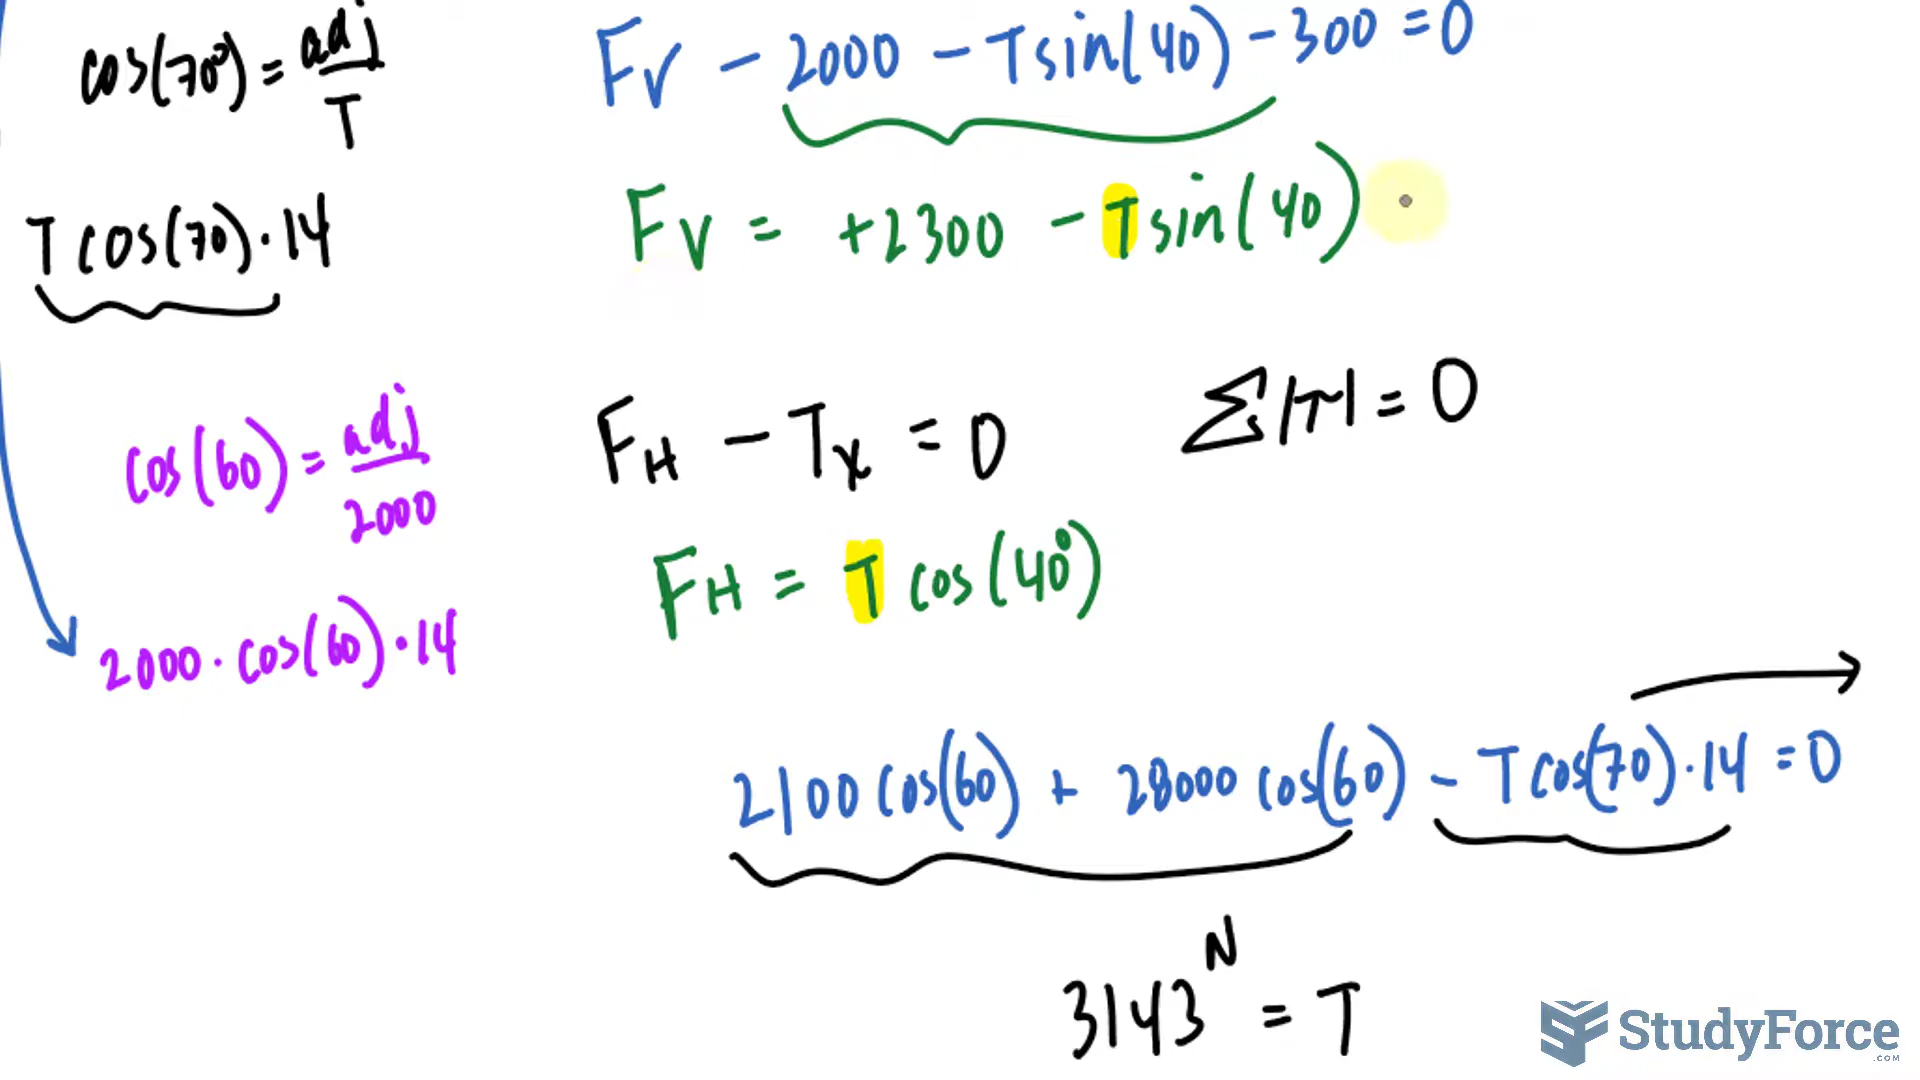 cos(70°) = adj/T
T cos(70) · 14
cos(60) = adj/2000
2000 · cos(60) · 14
Fv - 2000 - T sin(40) - 300 = 0
Fv = +2300 - T sin(40)
FH - Tx = 0
Σ|τ| = 0
FH = T cos(40°)
2100 cos(60) + 28000 cos(60) - T cos(70) · 14 = 0
3143 N = T
StudyForce
.COM